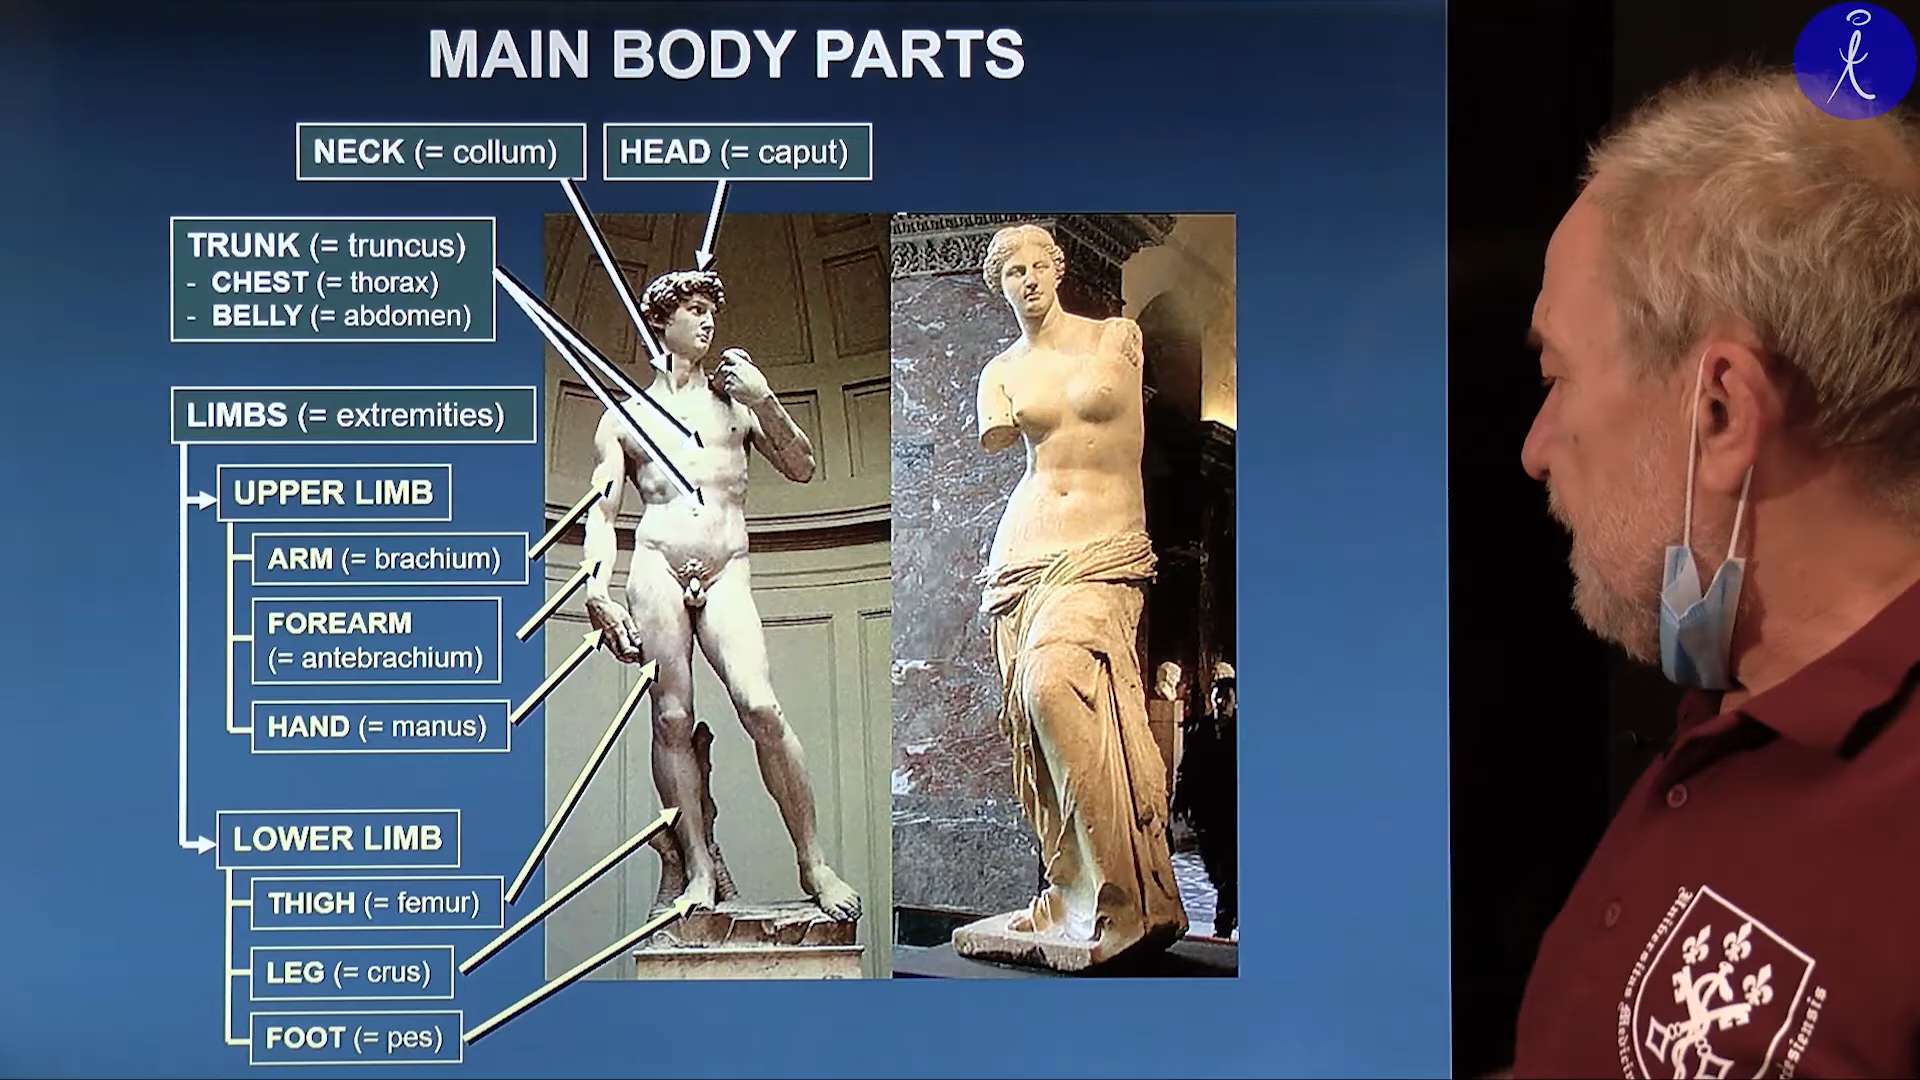 MAIN BODY PARTS
NECK (= collum)
HEAD (= caput)
TRUNK (= truncus)
- CHEST (= thorax)
- BELLY (= abdomen)
LIMBS (= extremities)
UPPER LIMB
ARM (= brachium)
FOREARM
(= antebrachium)
HAND (= manus)
LOWER LIMB
THIGH (= femur)
LEG (= crus)
FOOT (= pes)
Universitas